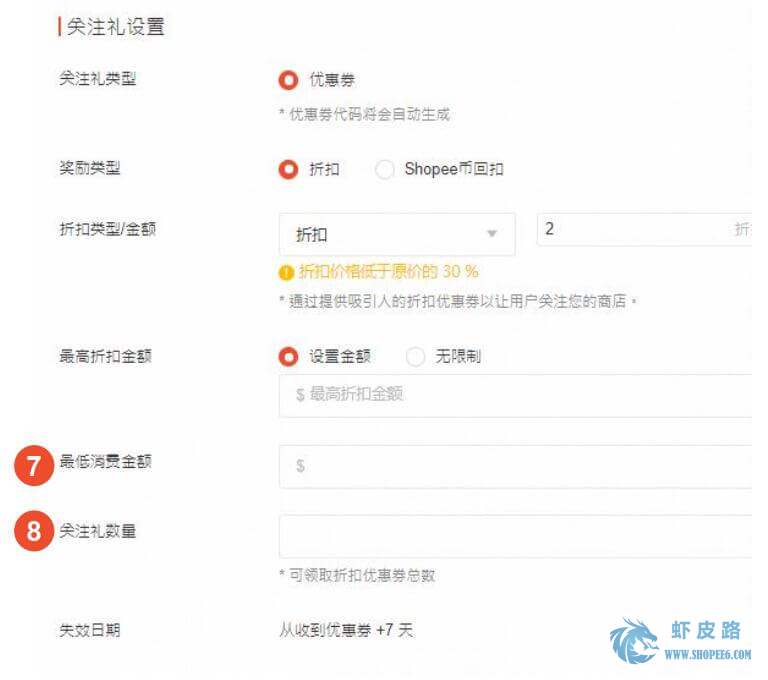 关注礼设置
关注礼类型 优惠券
* 优惠券代码将会自动生成
奖励类型 折扣 Shopee币回扣
折扣类型/金额 折扣 2 折
! 折扣价格低于原价的 30 %
* 通过提供吸引人的折扣优惠券以让用户关注您的商店。
最高折扣金额 设置金额 无限制
$ 最高折扣金额
7 最低消费金额 $
8 关注礼数量
* 可领取折扣优惠券总数
失效日期 从收到优惠券 +7 天
虾皮路
WWW.SHOPEE6.COM